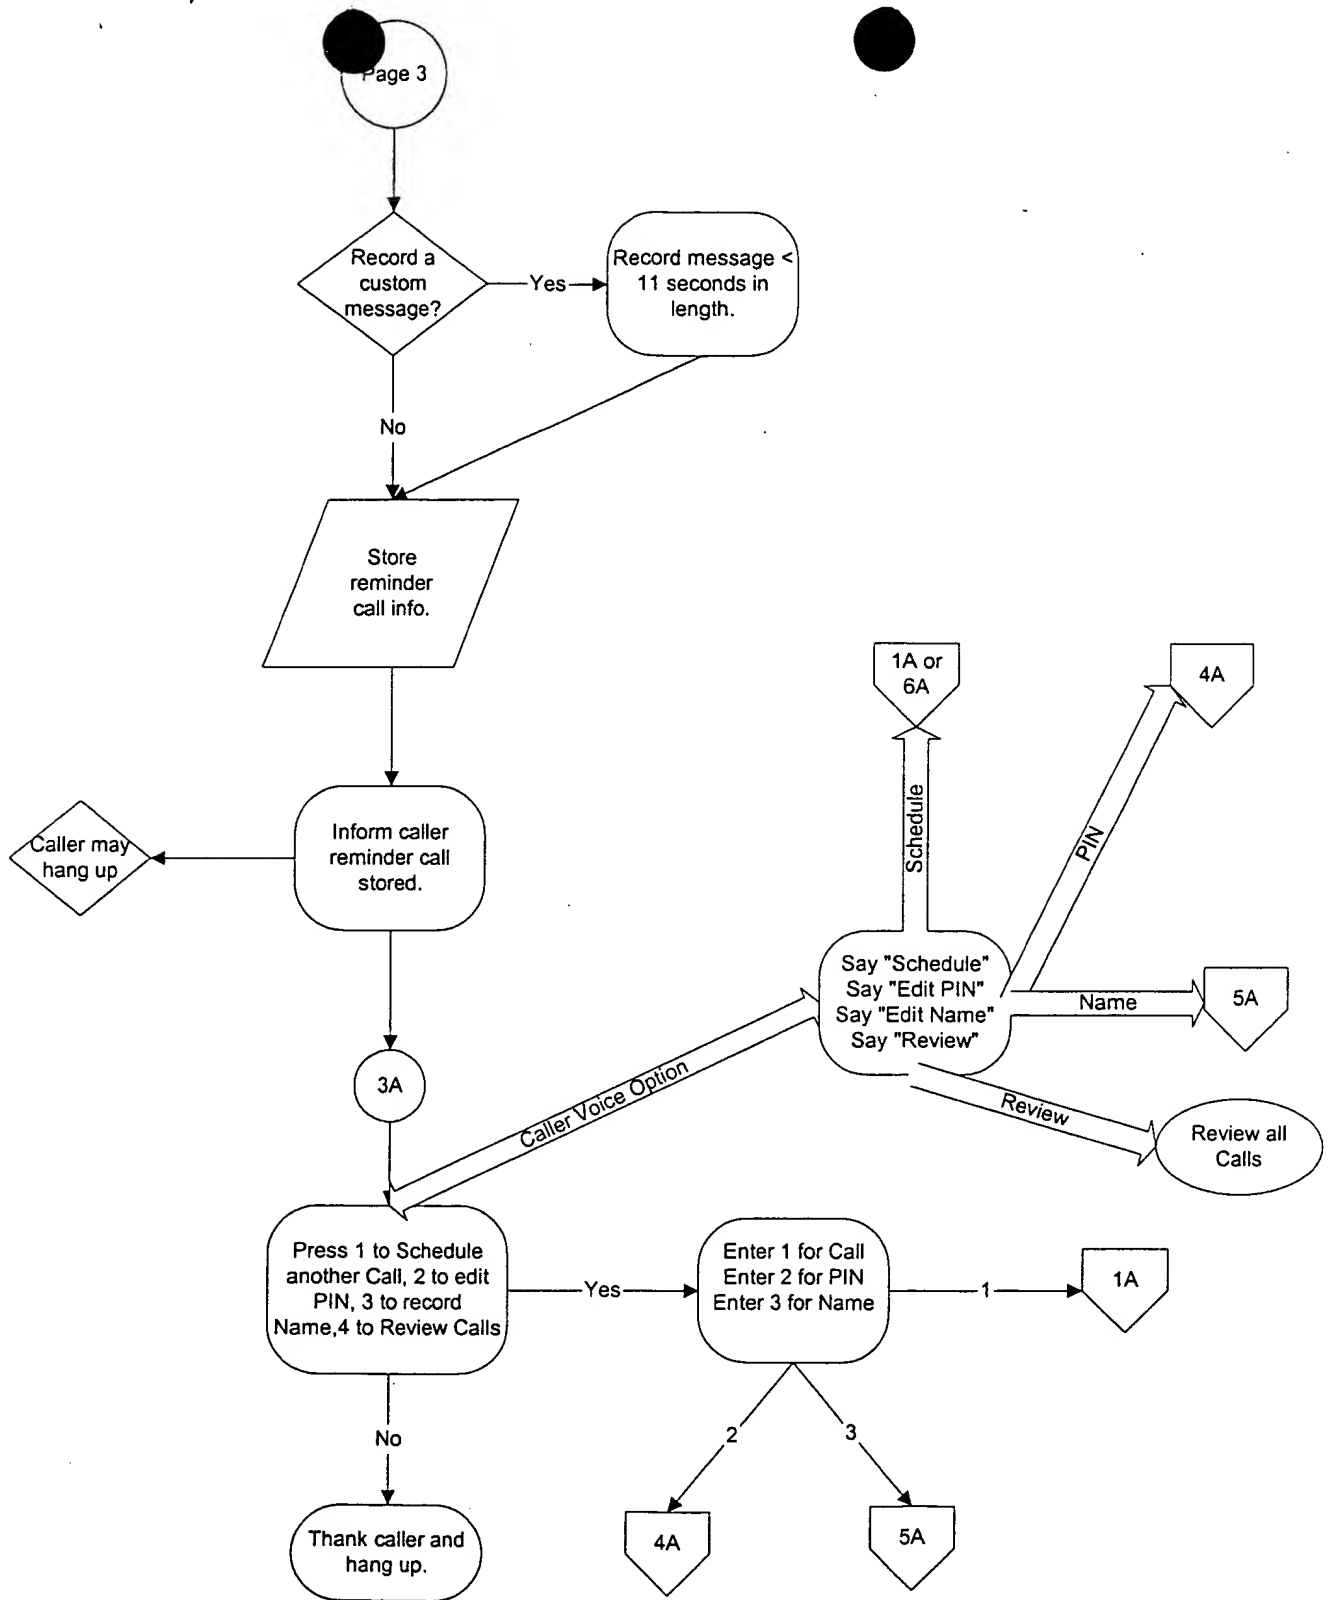 Page 3
Record a
custom
message?
Yes
Record message <
11 seconds in
length.
No
Store
reminder
call info.
1A or
6A
4A
Schedule
PIN
Caller may
hang up
Inform caller
reminder call
stored.
Say "Schedule"
Say "Edit PIN"
Say "Edit Name"
Say "Review"
Name
5A
3A
Caller Voice Option
Review
Review all
Calls
Press 1 to Schedule
another Call, 2 to edit
PIN, 3 to record
Name,4 to Review Calls
Yes
Enter 1 for Call
Enter 2 for PIN
Enter 3 for Name
1
1A
No
2
3
Thank caller and
hang up.
4A
5A